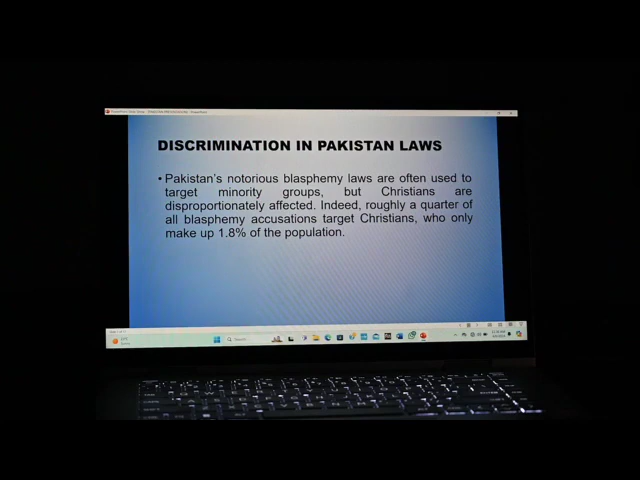 DISCRIMINATION IN PAKISTAN LAWS
• Pakistan's notorious blasphemy laws are often used to
target minority groups, but Christians are
disproportionately affected. Indeed, roughly a quarter of
all blasphemy accusations target Christians, who only
make up 1.8% of the population.
Search